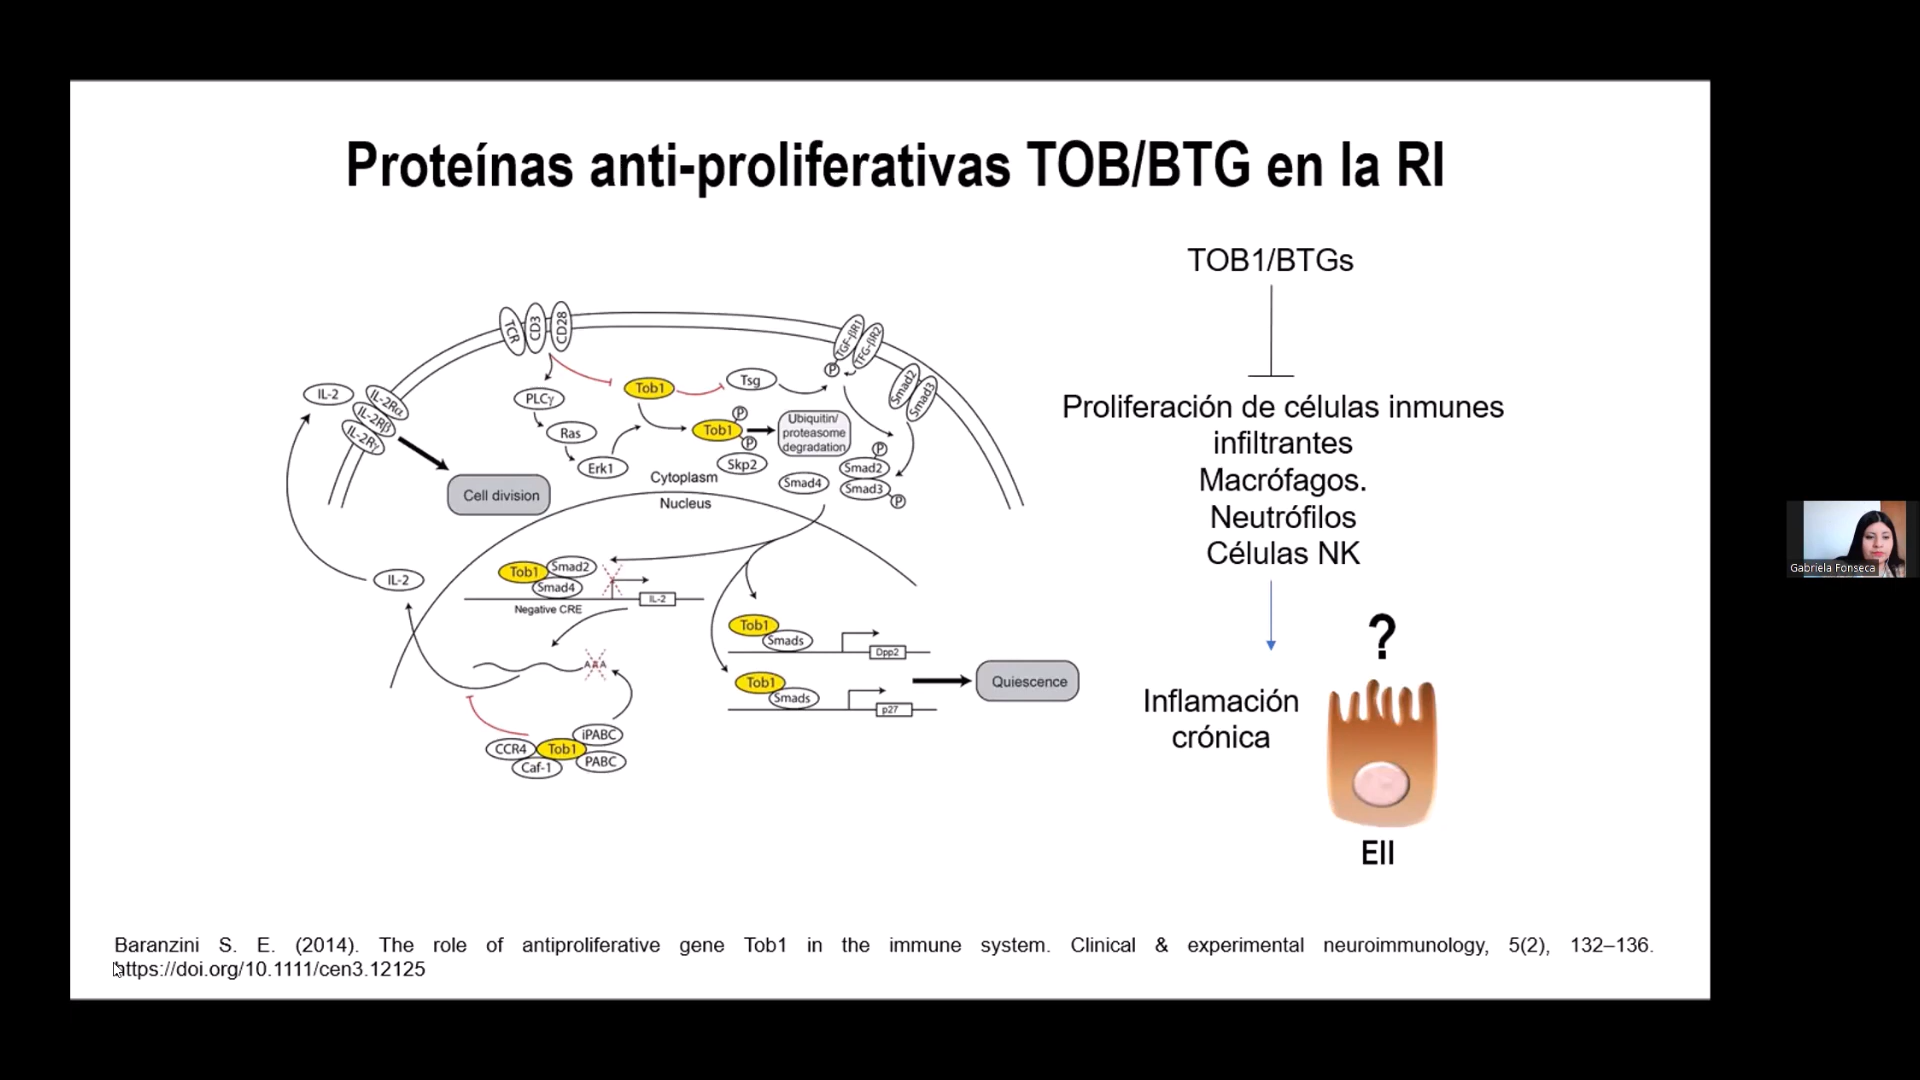 Proteínas anti-proliferativas TOB/BTG en la RI
TOB1/BTGs
Proliferación de células inmunes
infiltrantes
Macrófagos.
Neutrófilos
Células NK
?
Inflamación
crónica
EII
TCR
CD3
CD28
TGF-βR1
TFG-βR2
P
Smad2
Smad3
IL-2
IL-2Rα
IL-2Rβ
IL-2Rγ
PLCγ
Ras
Erk1
Tob1
Tsg
Tob1
P
P
Skp2
Ubiquitin/
proteasome
degradation
Smad4
Smad2
P
Smad3
P
Cell division
Cytoplasm
Nucleus
IL-2
Tob1
Smad2
Smad4
Negative CRE
IL-2
AAA
Tob1
Smads
Dpp2
Tob1
Smads
p27
Quiescence
iPABC
CCR4
Tob1
Caf-1
PABC
Baranzini S. E. (2014). The role of antiproliferative gene Tob1 in the immune system. Clinical & experimental neuroimmunology, 5(2), 132–136.
https://doi.org/10.1111/cen3.12125
Gabriela Fonseca